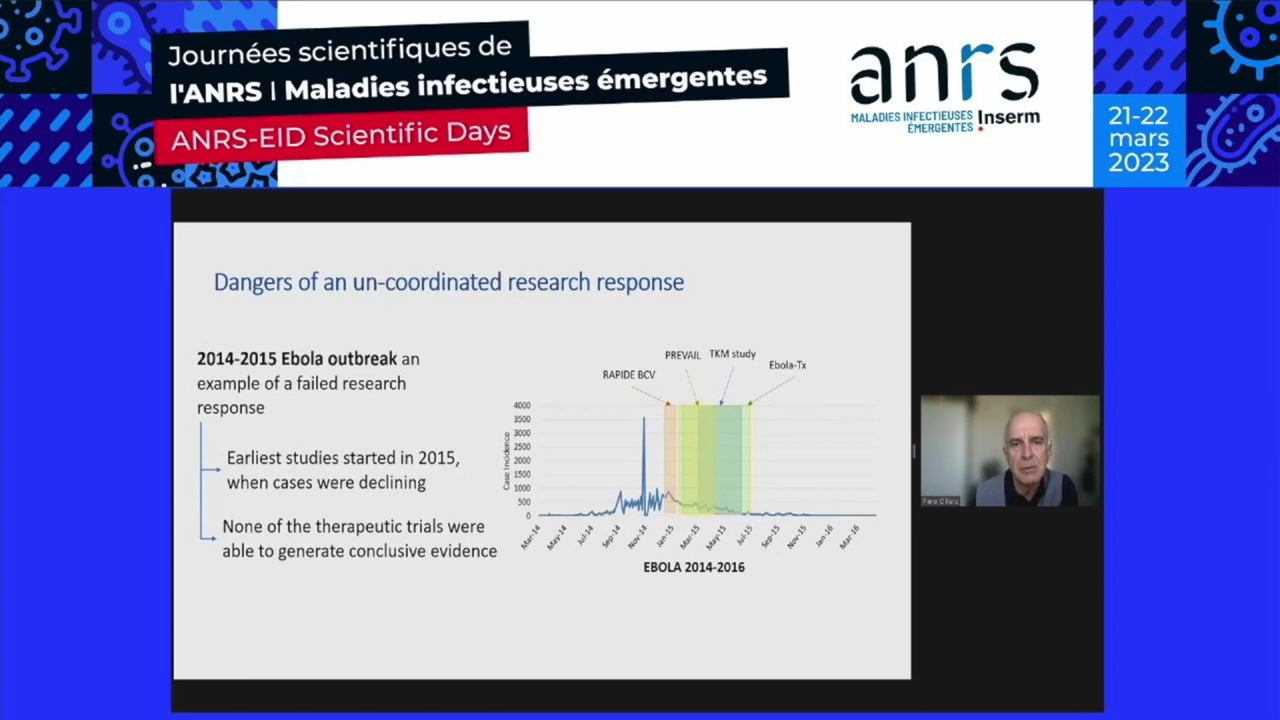 Journées scientifiques de
l'ANRS | Maladies infectieuses émergentes
ANRS-EID Scientific Days
anrs
MALADIES INFECTIEUSES
ÉMERGENTES Inserm
21-22
mars
2023
Dangers of an un-coordinated research response
2014-2015 Ebola outbreak an
example of a failed research
response
Earliest studies started in 2015,
when cases were declining
None of the therapeutic trials were
able to generate conclusive evidence
RAPIDE BCV
PREVAIL
TKM study
Ebola-Tx
Case Incidence
4000
3500
3000
2500
2000
1500
1000
500
0
Mar-14
May-14
Jul-14
Sep-14
Nov-14
Jan-15
Mar-15
May-15
Jul-15
Sep-15
Nov-15
Jan-16
Mar-16
EBOLA 2014-2016